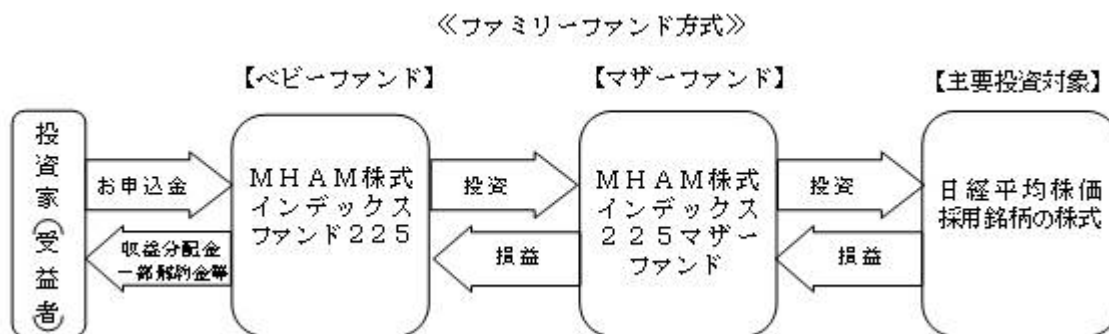 ≪ファミリーファンド方式≫
【ベビーファンド】
【マザーファンド】
【主要投資対象】
投資家(受益者)
お申込金
収益分配金
一部解約金等
MHAM株式
インデックス
ファンド225
投資
損益
MHAM株式
インデックス
225マザー
ファンド
投資
損益
日経平均株価
採用銘柄の株式